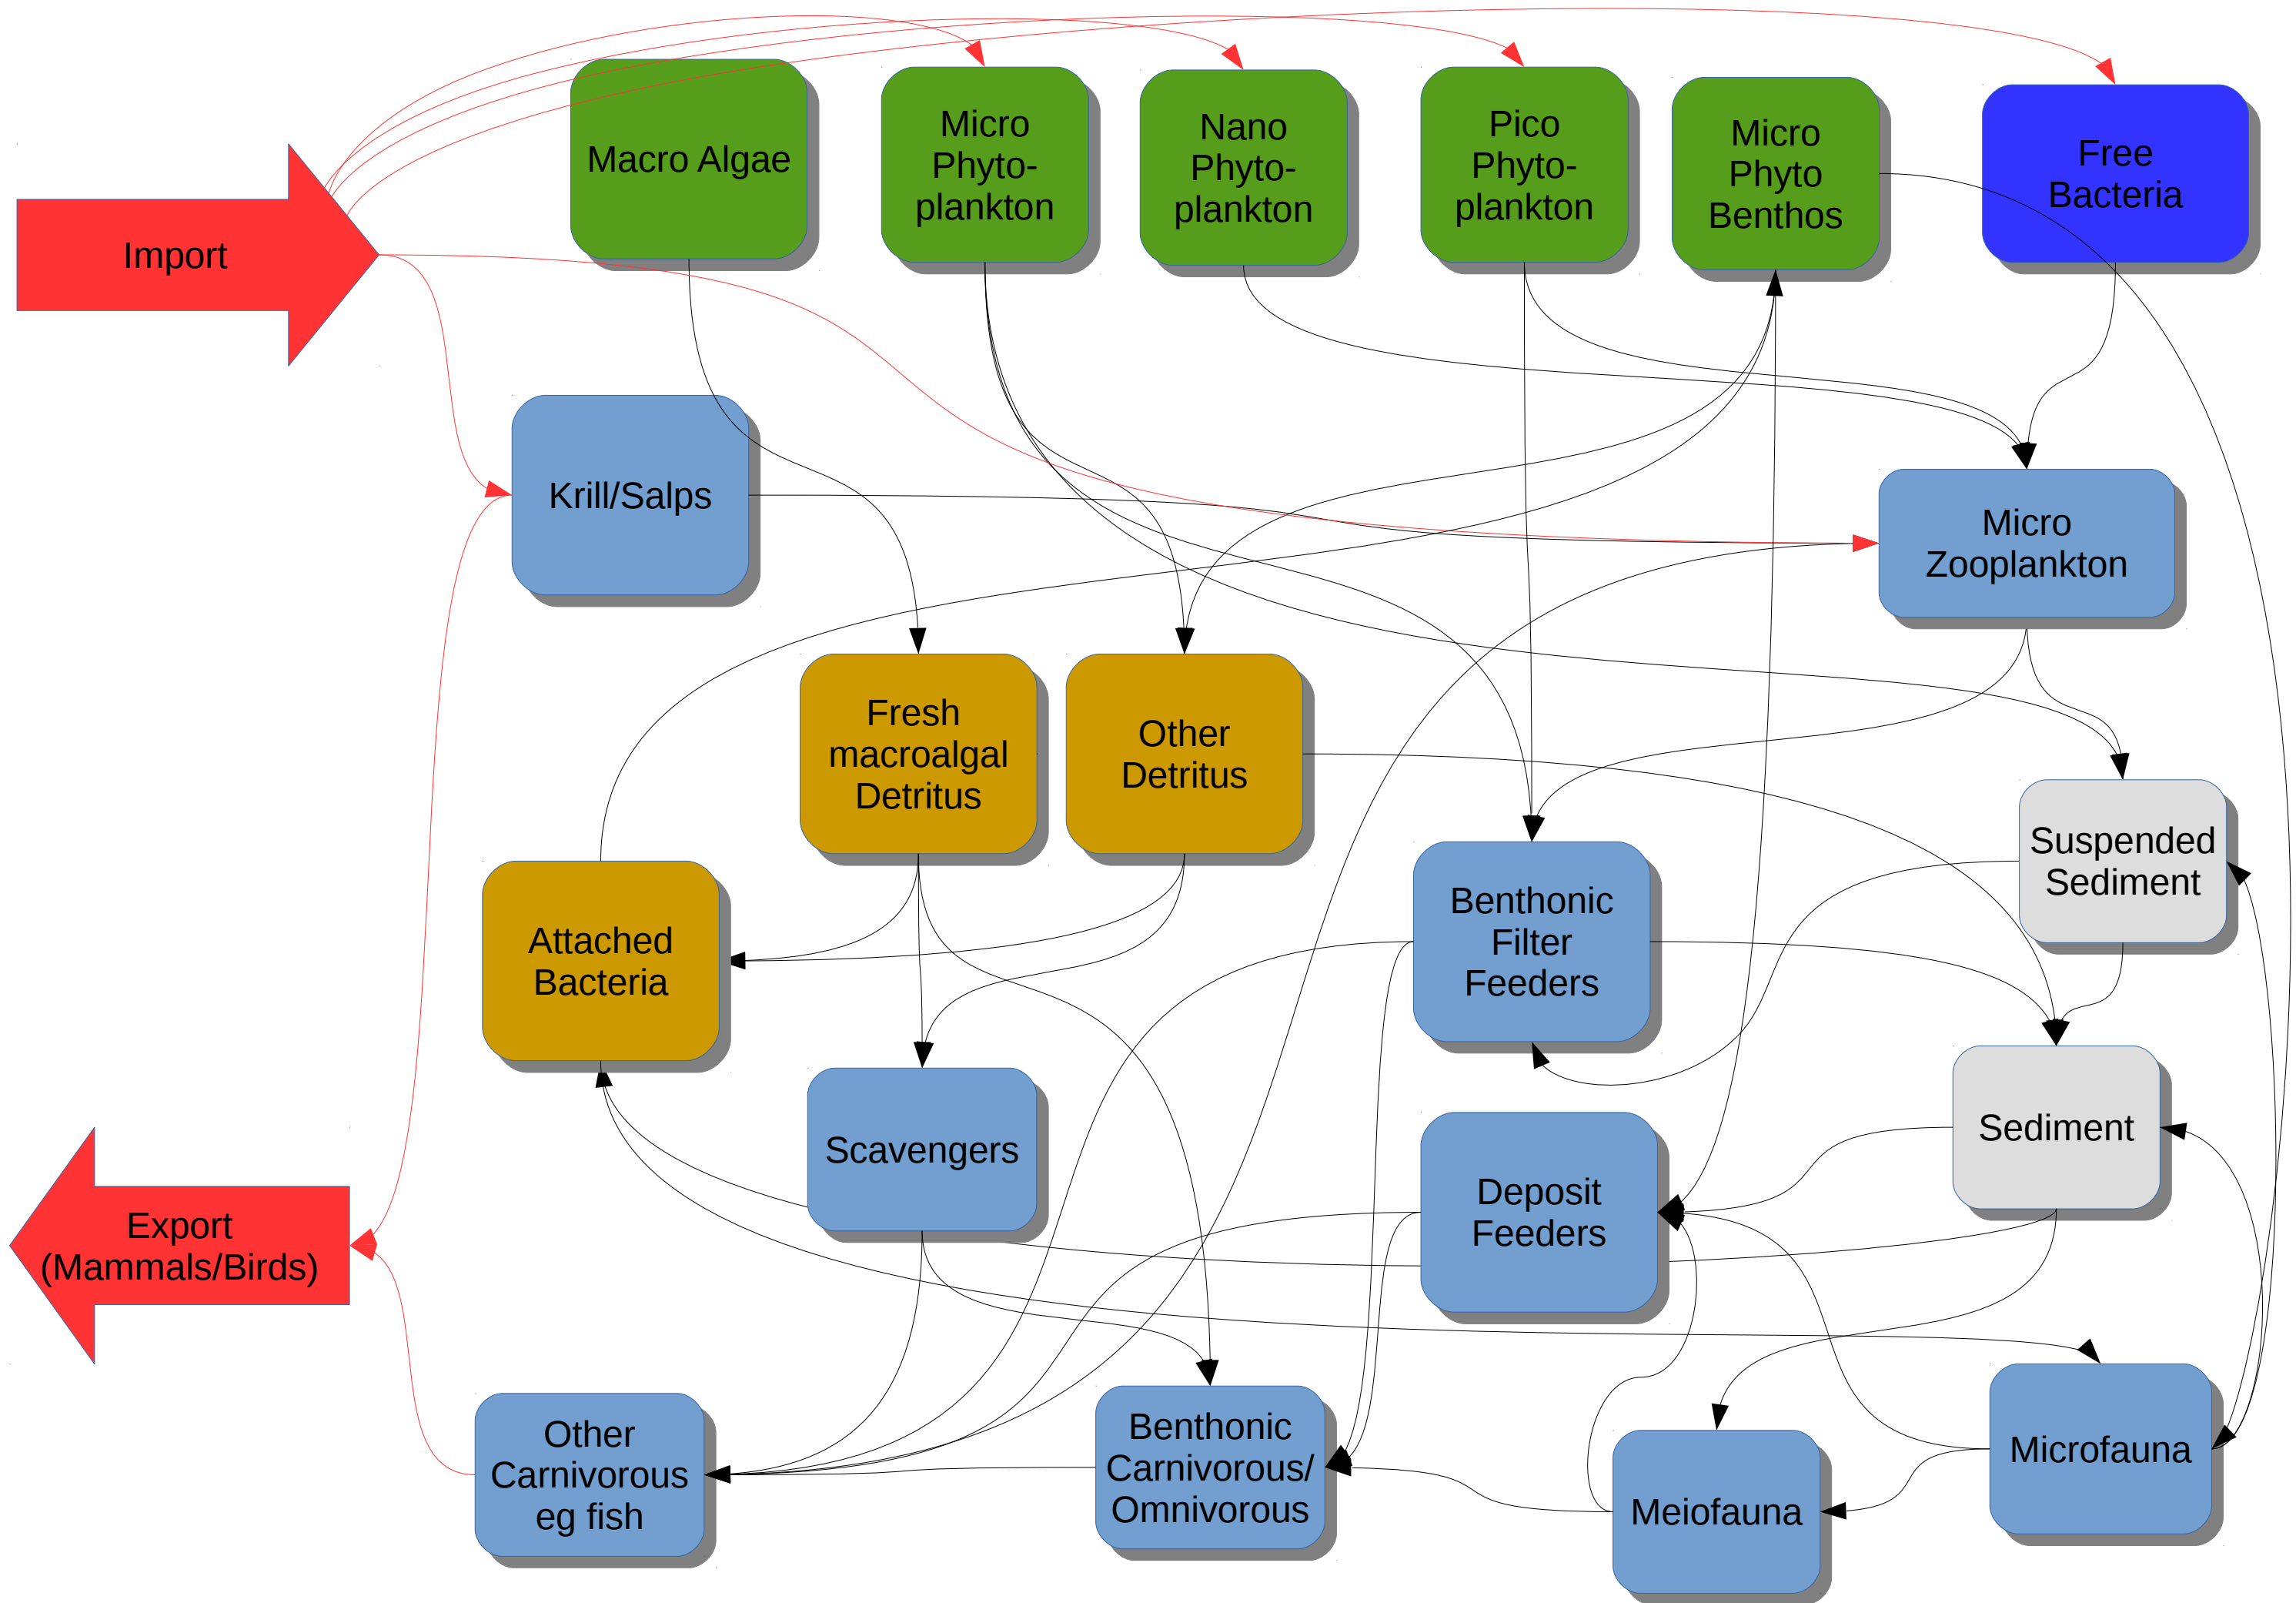 Macro Algae
Micro
Phyto-
plankton
Nano
Phyto-
plankton
Pico
Phyto-
plankton
Micro
Phyto
Benthos
Free
Bacteria
Import
Krill/Salps
Micro
Zooplankton
Fresh
macroalgal
Detritus
Other
Detritus
Suspended
Sediment
Attached
Bacteria
Benthonic
Filter
Feeders
Scavengers
Sediment
Deposit
Feeders
Export
(Mammals/Birds)
Other
Carnivorous
eg fish
Benthonic
Carnivorous/
Omnivorous
Meiofauna
Microfauna